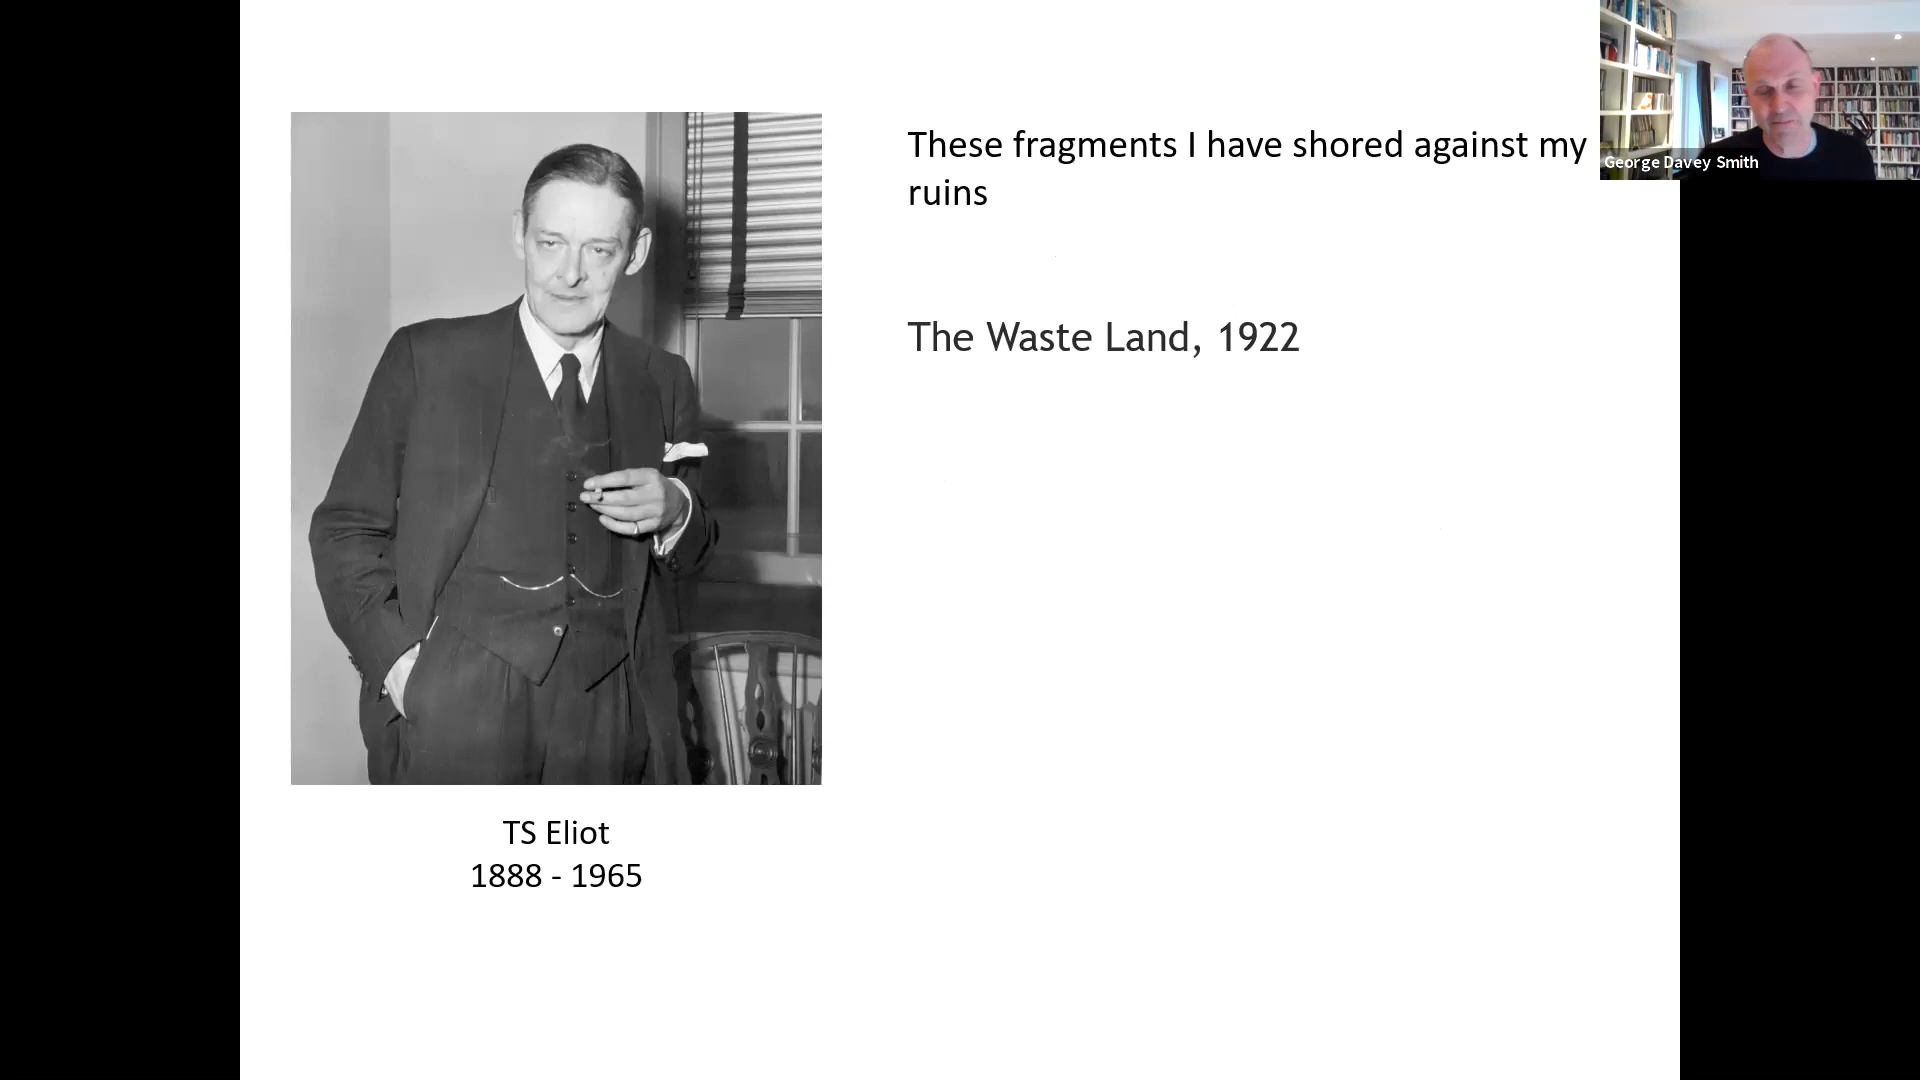 These fragments I have shored against my
ruins
The Waste Land, 1922
TS Eliot
1888 - 1965
George Davey Smith